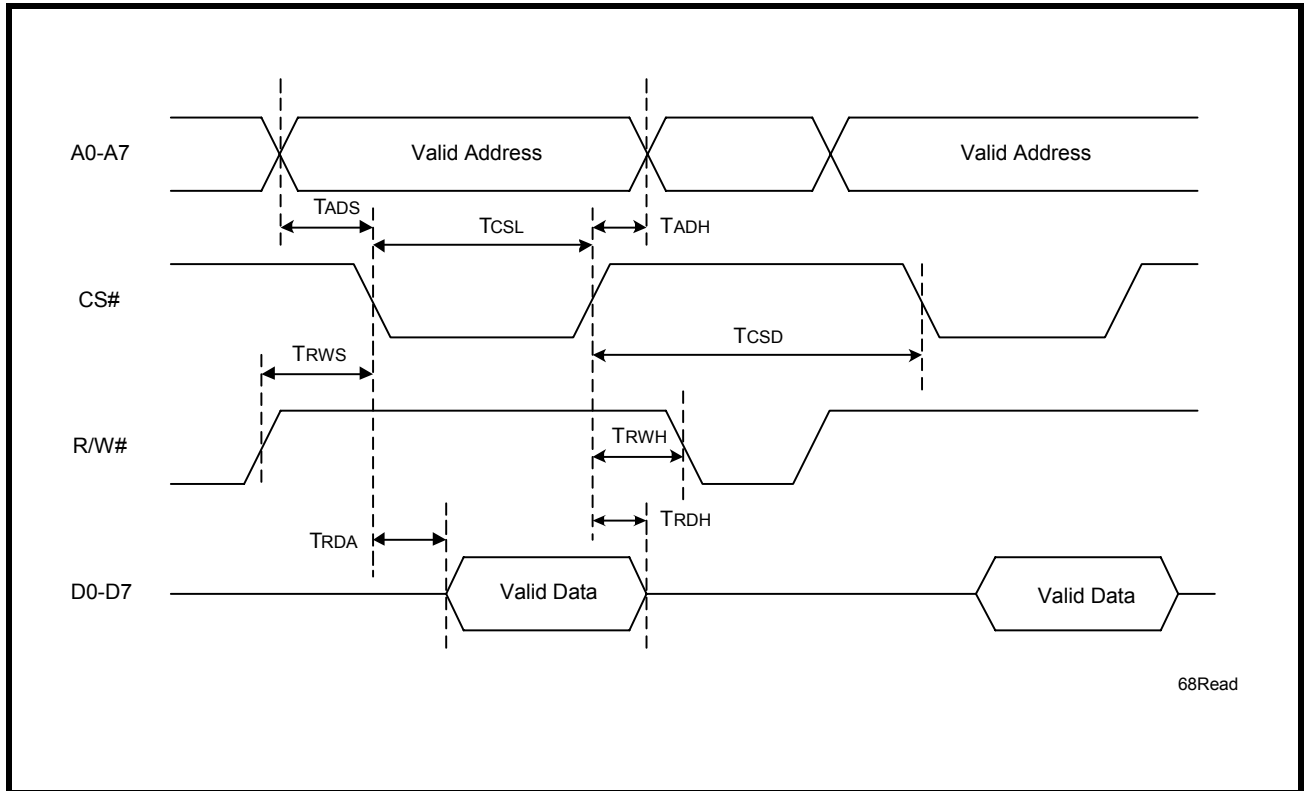 A0-A7
Valid Address
Valid Address
TADS
TCSL
TADH
CS#
TCSD
TRWS
R/W#
TRWH
TRDH
TRDA
D0-D7
Valid Data
Valid Data
68Read